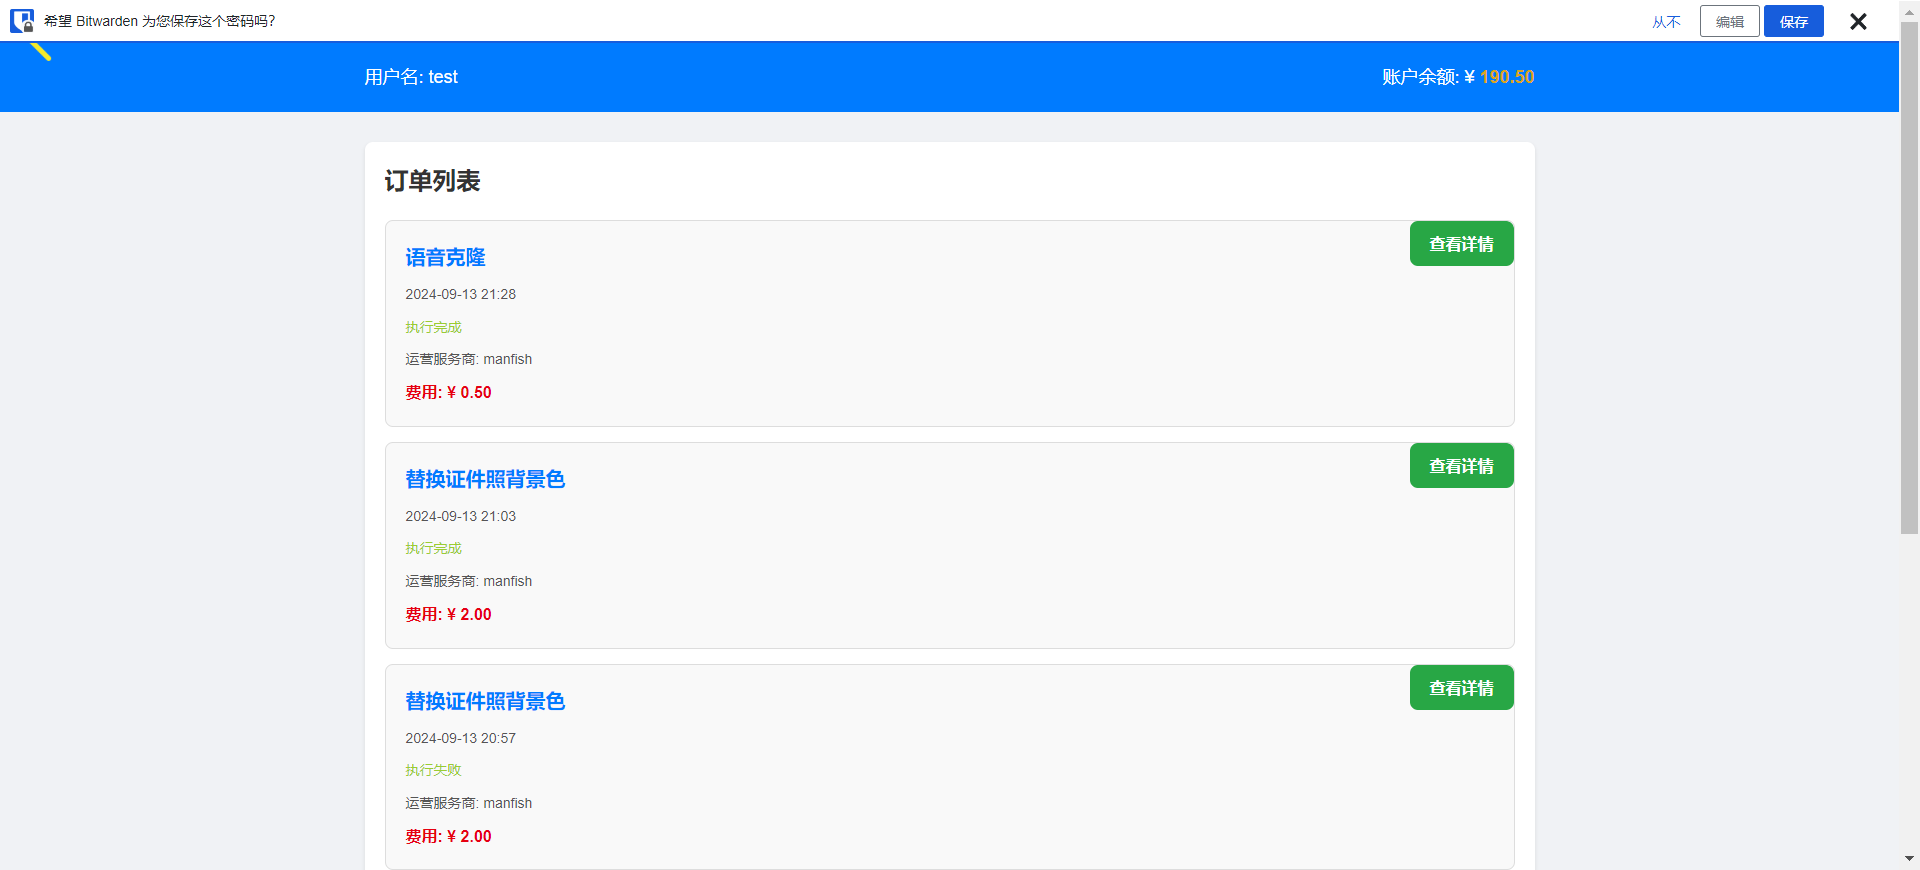 希望 Bitwarden 为您保存这个密码吗?
从不
编辑
保存
用户名: test
账户余额: ¥ 190.50
订单列表
语音克隆
查看详情
2024-09-13 21:28
执行完成
运营服务商: manfish
费用: ¥ 0.50
替换证件照背景色
查看详情
2024-09-13 21:03
执行完成
运营服务商: manfish
费用: ¥ 2.00
替换证件照背景色
查看详情
2024-09-13 20:57
执行失败
运营服务商: manfish
费用: ¥ 2.00